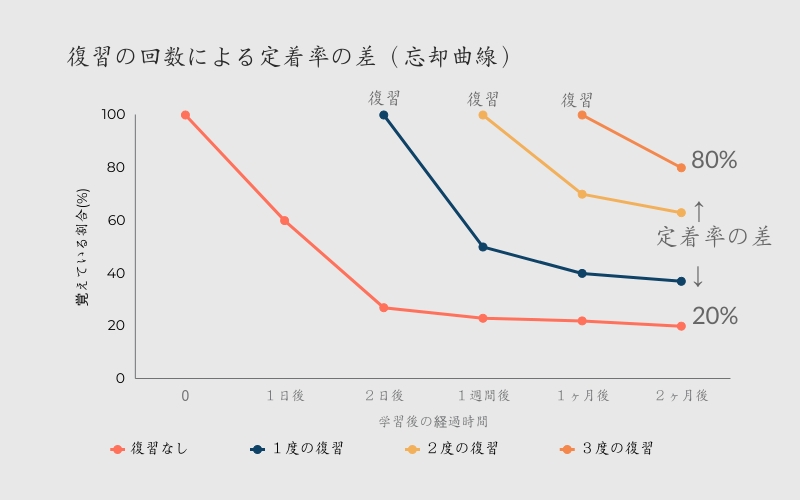 復習の回数による定着率の差（忘却曲線）
復習 復習 復習
100
80
60
40
20
0
覚えている割合(%)
80%
↑
定着率の差
↓
20%
0 １日後 ２日後 １週間後 １ヶ月後 ２ヶ月後
学習後の経過時間
復習なし １度の復習 ２度の復習 ３度の復習